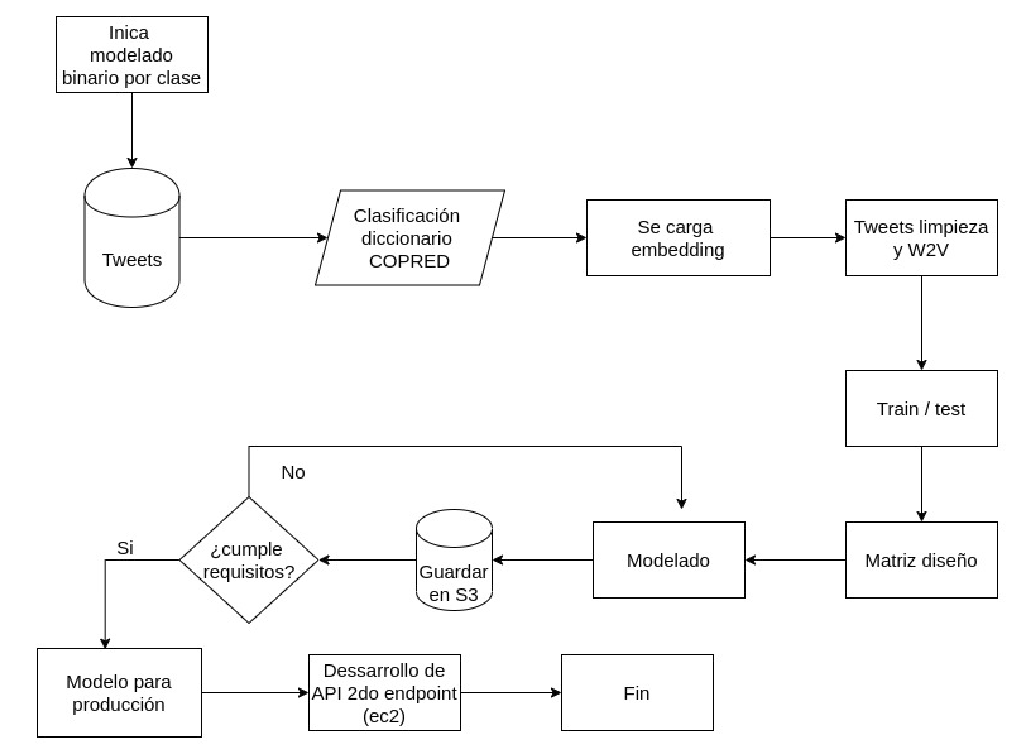 Inica
modelado
binario por clase
Tweets
Clasificación
diccionario
COPRED
Se carga
embedding
Tweets limpieza
y W2V
Train / test
Matriz diseño
Modelado
Guardar
en S3
¿cumple
requisitos?
No
Si
Modelo para
producción
Dessarrollo de
API 2do endpoint
(ec2)
Fin